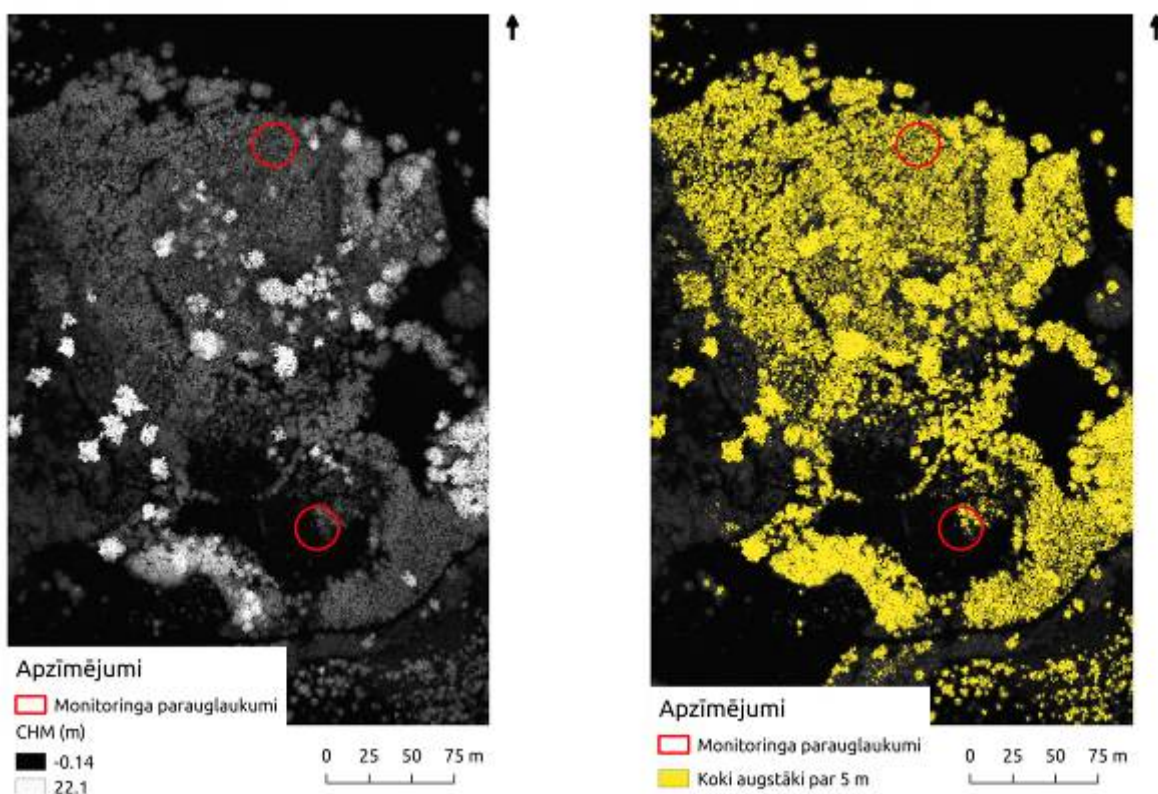 Apzīmējumi
Monitoringa parauglaukumi
CHM (m)
-0.14
22.1
0 25 50 75 m
Apzīmējumi
Monitoringa parauglaukumi
Koki augstāki par 5 m
0 25 50 75 m